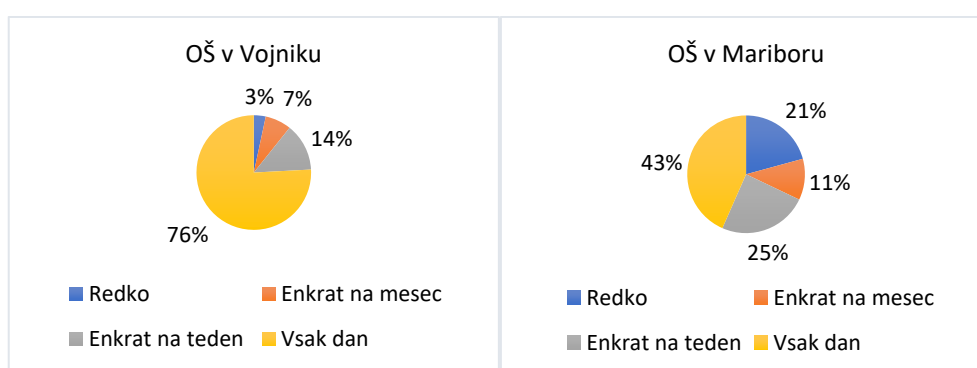 OŠ v Vojniku
3%
7%
14%
76%
Redko
Enkrat na mesec
Enkrat na teden
Vsak dan
OŠ v Mariboru
21%
11%
25%
43%
Redko
Enkrat na mesec
Enkrat na teden
Vsak dan